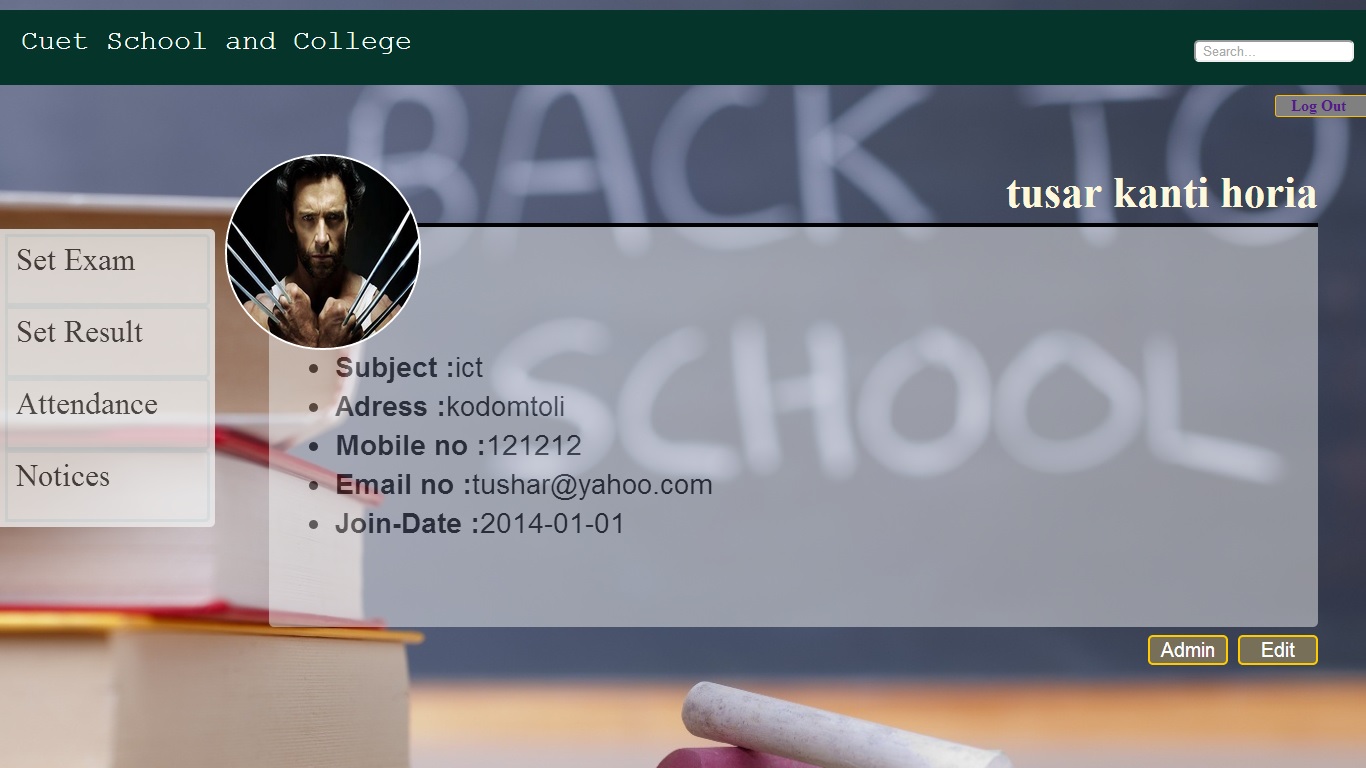 Cuet School and College
Search...
Log Out
BACK TO
SCHOOL
tusar kanti horia
Set Exam
Set Result
Attendance
Notices
Subject :ict
Adress :kodomtoli
Mobile no :121212
Email no :tushar@yahoo.com
Join-Date :2014-01-01
Admin
Edit